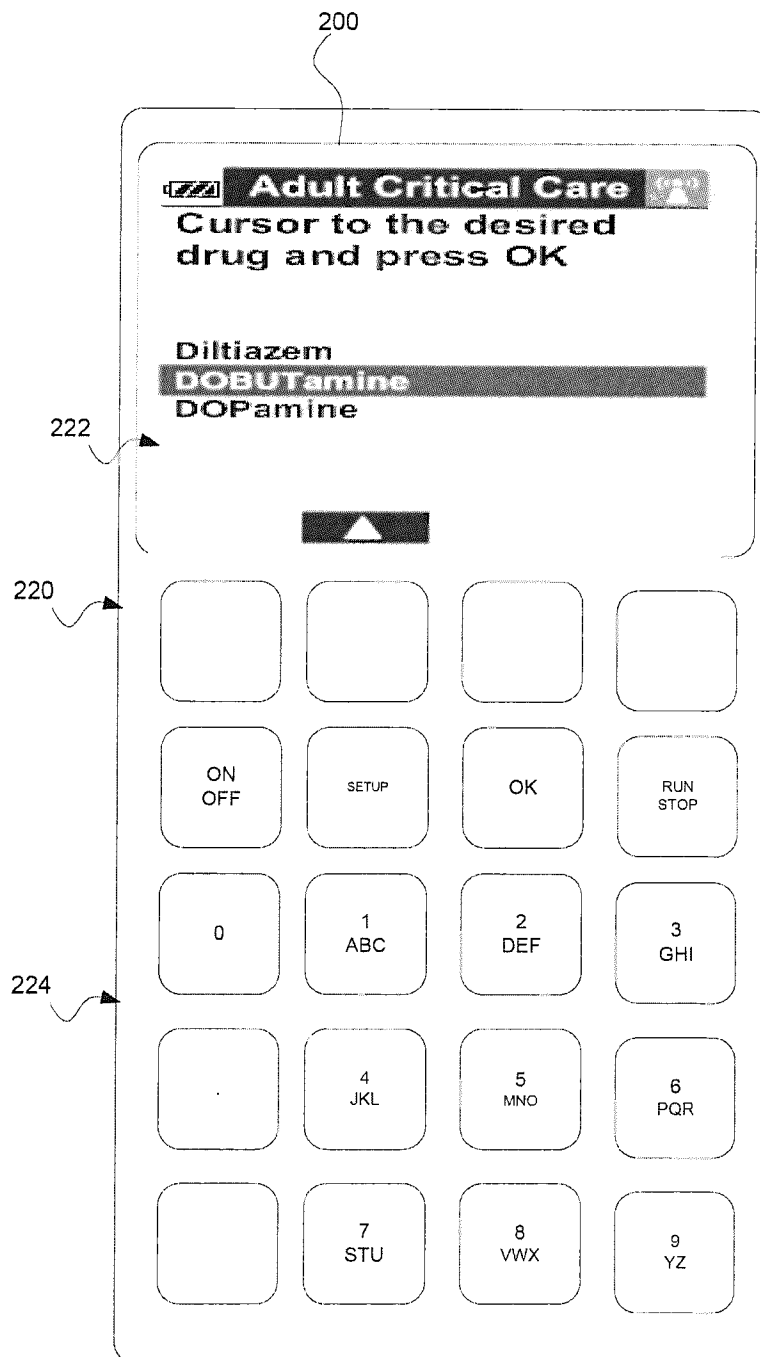 200
Adult Critical Care
Cursor to the desired
drug and press OK
Diltiazem
DOBUTamine
DOPamine
222
220
ON
OFF
SETUP
OK
RUN
STOP
0
1
ABC
2
DEF
3
GHI
224
.
4
JKL
5
MNO
6
PQR
7
STU
8
VWX
9
YZ